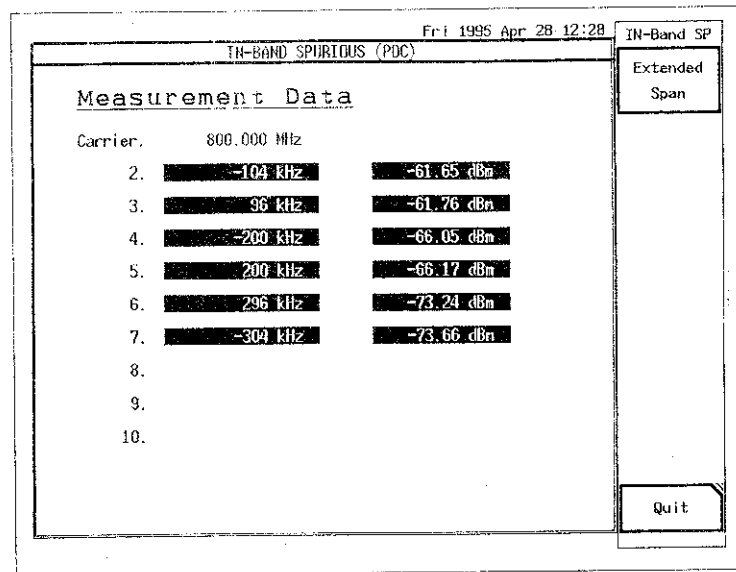 Fri 1995 Apr 28 12:28
IN-Band SP
IN-BAND SPURIOUS (PDC)
Extended
Span
Measurement Data
Carrier. 800.000 MHz
2. -104 kHz -61.65 dBm
3. 96 kHz -61.76 dBm
4. -200 kHz -66.05 dBm
5. 200 kHz -66.17 dBm
6. 296 kHz -73.24 dBm
7. -304 kHz -73.66 dBm
8.
9.
10.
Quit